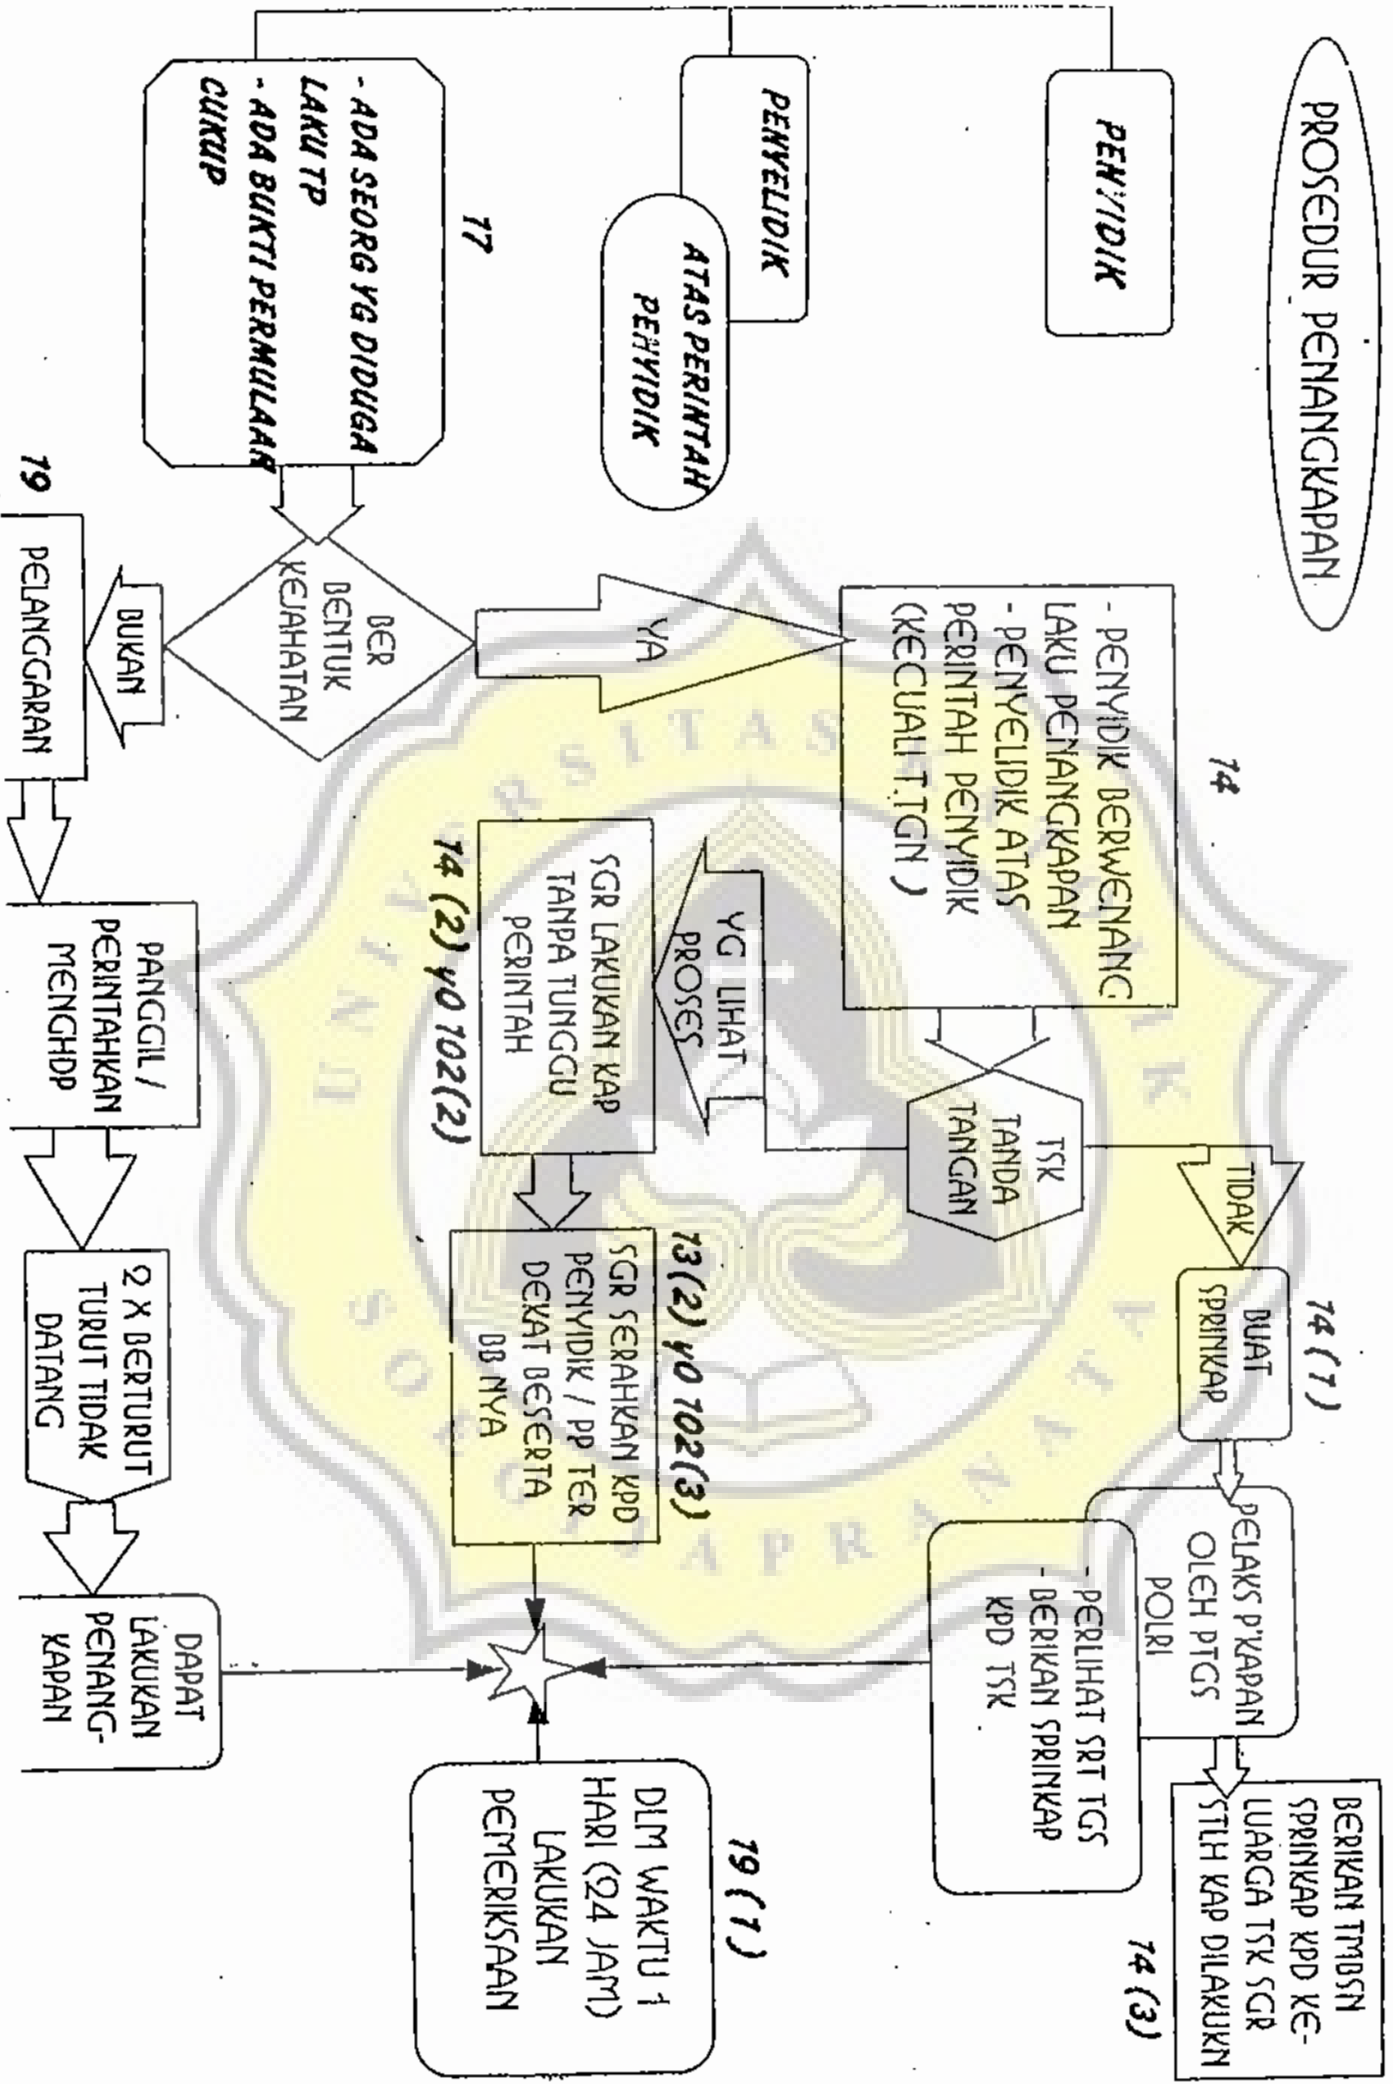 PROSEDUR PENANGKAPAN
PENYIDIK
PENYELIDIK
ATAS PERINTAH
PENYIDIK
17
- ADA SEORG YG DIDUGA
LAKU TP
- ADA BUKTI PERMULAAN
CUKUP
BER
BENTUK
KEJAHATAN
YA
BUKAN
19
PELANGGARAN
PANGGIL /
PERINTAHKAN
MENGHDP
2 X BERTURUT
TURUT TIDAK
DATANG
DAPAT
LAKUKAN
PENANG-
KAPAN
14
- PENYIDIK BERWENANG
LAKU PENANGKAPAN
- PENYELIDIK ATAS
PERINTAH PENYIDIK
(KECUALI T.TGN )
TSK
TANDA
TANGAN
YG LIHAT
PROSES
SGR LAKUKAN KAP
TANPA TUNGGU
PERINTAH
14 (2) yo 102(2)
13(2) yo 102(3)
SGR SERAHKAN KPD
PENYIDIK / PP TER
DEKAT BESERTA
BB NYA
TIDAK
14 (1)
BUAT
SPRINKAP
PELAKS P'KAPAN
OLEH PTGS
POLRI
- PERLIHAT SRT TGS
- BERIKAN SPRINKAP
KPD TSK
BERIKAN TMBSN
SPRINKAP KPD KE-
LUARGA TSK SGR
STLH KAP DILAKUKN
14 (3)
19 (1)
DLM WAKTU 1
HARI (24 JAM)
LAKUKAN
PEMERIKSAAN
UNIVERSITAS KATOLIK
SOEGIJAPRANATA